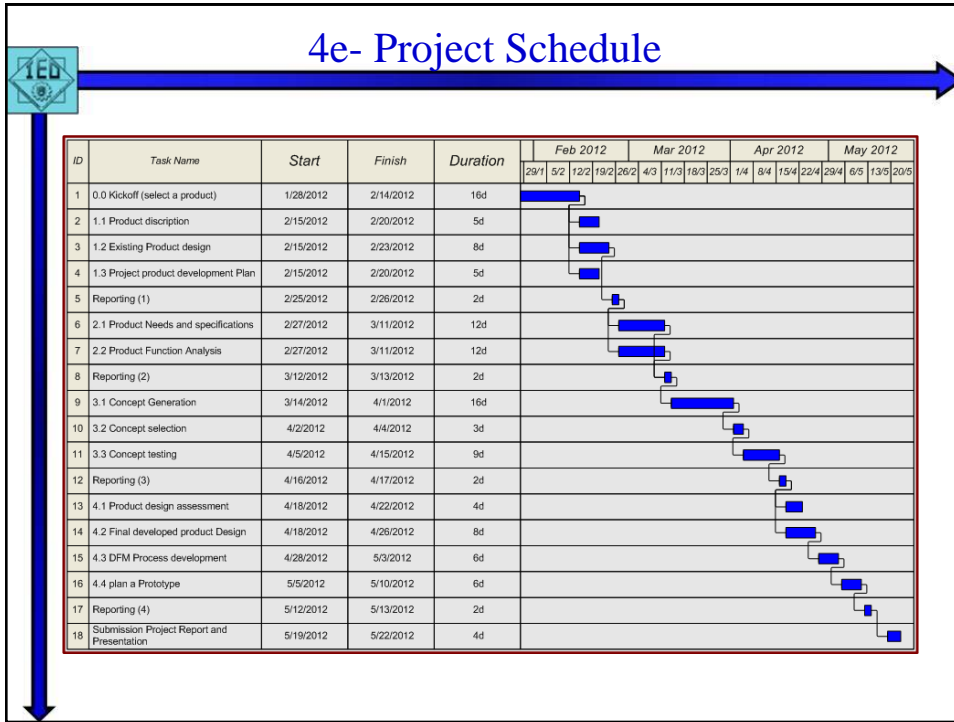 4e- Project Schedule
IED
ID Task Name Start Finish Duration Feb 2012 Mar 2012 Apr 2012 May 2012
29/1 5/2 12/2 19/2 26/2 4/3 11/3 18/3 25/3 1/4 8/4 15/4 22/4 29/4 6/5 13/5 20/5
1 0.0 Kickoff (select a product) 1/28/2012 2/14/2012 16d
2 1.1 Product discription 2/15/2012 2/20/2012 5d
3 1.2 Existing Product design 2/15/2012 2/23/2012 8d
4 1.3 Project product development Plan 2/15/2012 2/20/2012 5d
5 Reporting (1) 2/25/2012 2/26/2012 2d
6 2.1 Product Needs and specifications 2/27/2012 3/11/2012 12d
7 2.2 Product Function Analysis 2/27/2012 3/11/2012 12d
8 Reporting (2) 3/12/2012 3/13/2012 2d
9 3.1 Concept Generation 3/14/2012 4/1/2012 16d
10 3.2 Concept selection 4/2/2012 4/4/2012 3d
11 3.3 Concept testing 4/5/2012 4/15/2012 9d
12 Reporting (3) 4/16/2012 4/17/2012 2d
13 4.1 Product design assessment 4/18/2012 4/22/2012 4d
14 4.2 Final developed product Design 4/18/2012 4/26/2012 8d
15 4.3 DFM Process development 4/28/2012 5/3/2012 6d
16 4.4 plan a Prototype 5/5/2012 5/10/2012 6d
17 Reporting (4) 5/12/2012 5/13/2012 2d
18 Submission Project Report and
Presentation 5/19/2012 5/22/2012 4d